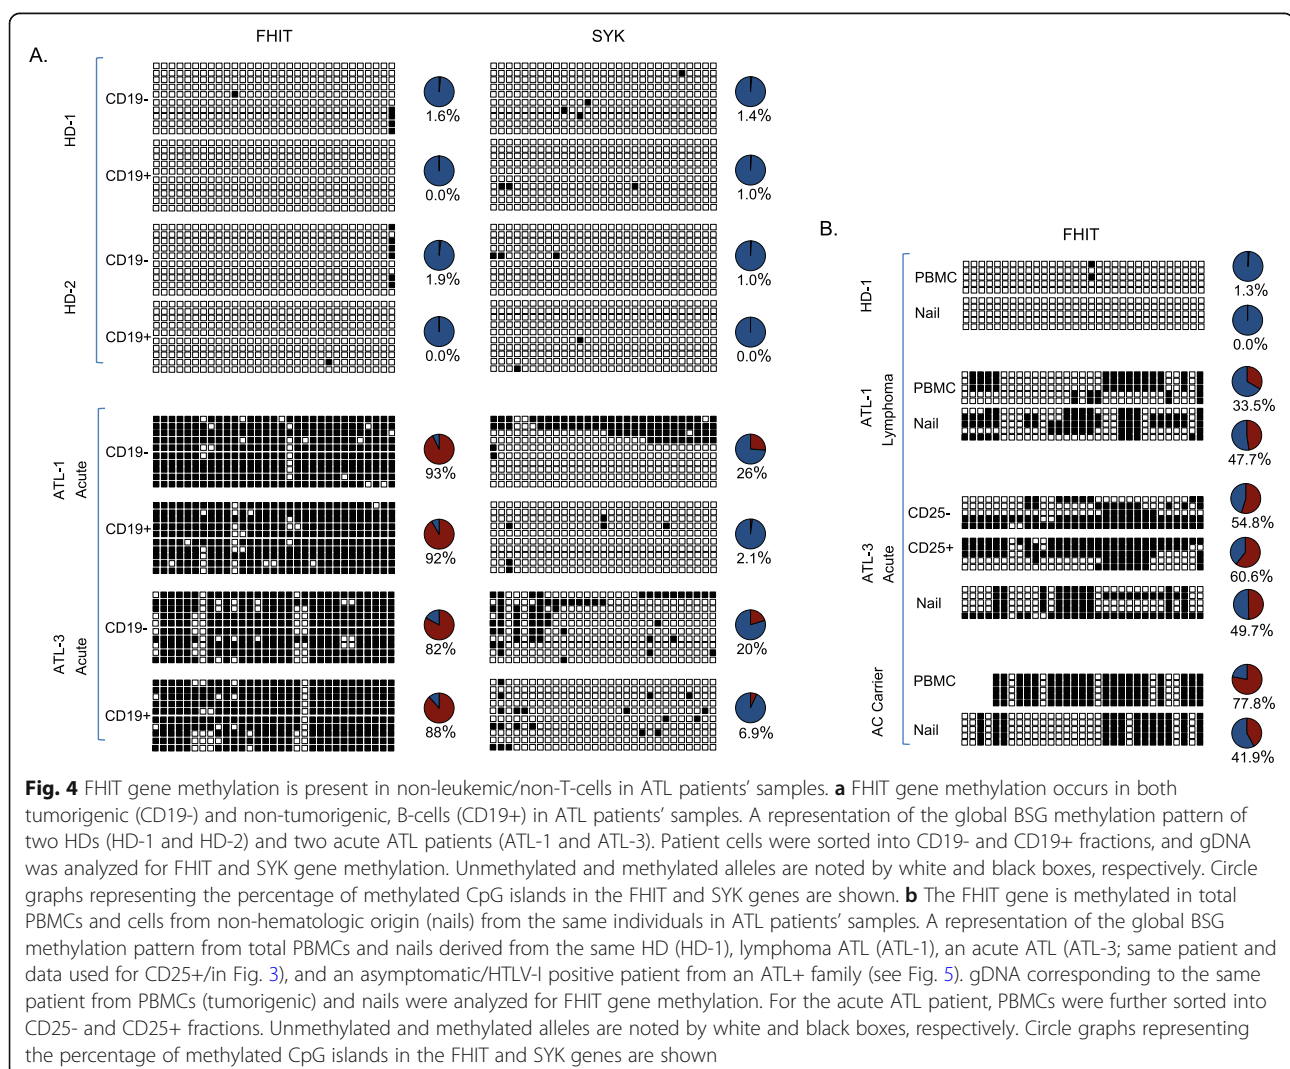 FHIT
SYK
A.
HD-1
CD19-
1.6%
1.4%
CD19+
0.0%
1.0%
HD-2
CD19-
1.9%
1.0%
CD19+
0.0%
0.0%
ATL-1
Acute
CD19-
93%
26%
CD19+
92%
2.1%
ATL-3
Acute
CD19-
82%
20%
CD19+
88%
6.9%
B.
FHIT
HD-1
PBMC
1.3%
Nail
0.0%
ATL-1
Lymphoma
PBMC
33.5%
Nail
47.7%
ATL-3
Acute
CD25-
54.8%
CD25+
60.6%
Nail
49.7%
AC Carrier
PBMC
77.8%
Nail
41.9%
Fig. 4 FHIT gene methylation is present in non-leukemic/non-T-cells in ATL patients' samples. a FHIT gene methylation occurs in both
tumorigenic (CD19-) and non-tumorigenic, B-cells (CD19+) in ATL patients' samples. A representation of the global BSG methylation pattern of
two HDs (HD-1 and HD-2) and two acute ATL patients (ATL-1 and ATL-3). Patient cells were sorted into CD19- and CD19+ fractions, and gDNA
was analyzed for FHIT and SYK gene methylation. Unmethylated and methylated alleles are noted by white and black boxes, respectively. Circle
graphs representing the percentage of methylated CpG islands in the FHIT and SYK genes are shown. b The FHIT gene is methylated in total
PBMCs and cells from non-hematologic origin (nails) from the same individuals in ATL patients' samples. A representation of the global BSG
methylation pattern from total PBMCs and nails derived from the same HD (HD-1), lymphoma ATL (ATL-1), an acute ATL (ATL-3; same patient and
data used for CD25+/in Fig. 3), and an asymptomatic/HTLV-I positive patient from an ATL+ family (see Fig. 5). gDNA corresponding to the same
patient from PBMCs (tumorigenic) and nails were analyzed for FHIT gene methylation. For the acute ATL patient, PBMCs were further sorted into
CD25- and CD25+ fractions. Unmethylated and methylated alleles are noted by white and black boxes, respectively. Circle graphs representing
the percentage of methylated CpG islands in the FHIT and SYK genes are shown